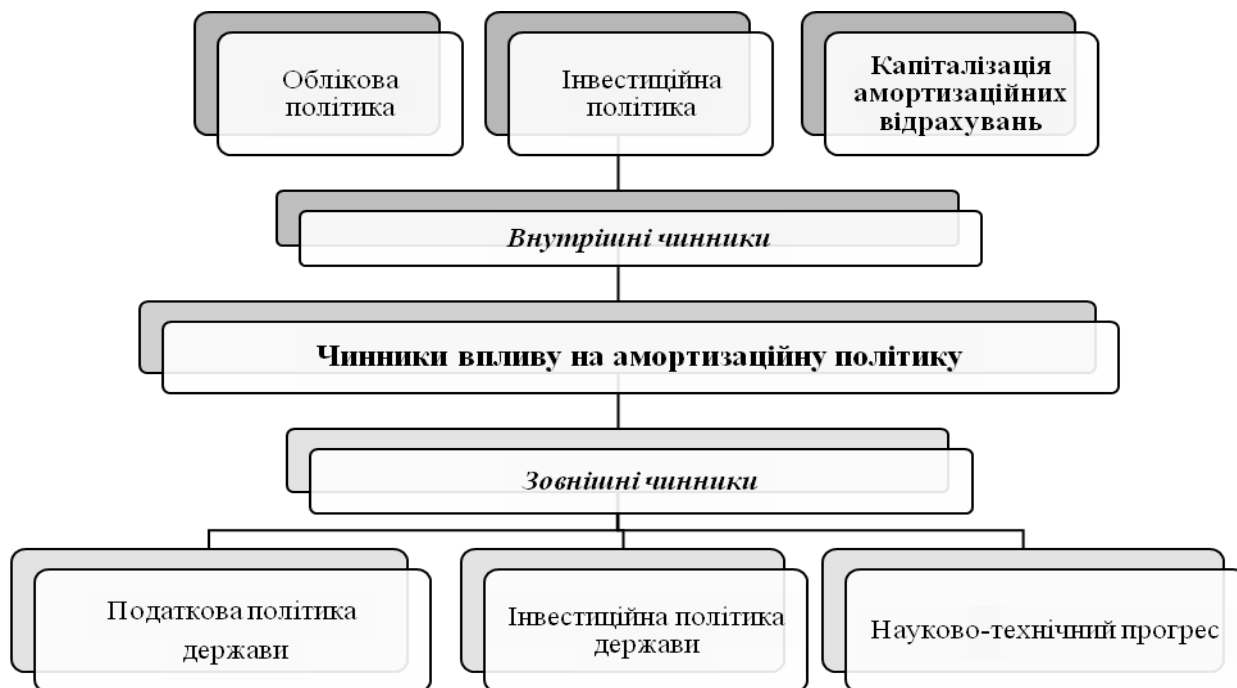 Облікова
політика
Інвестиційна
політика
Капіталізація
амортизаційних
відрахувань
Внутрішні чинники
Чинники впливу на амортизаційну політику
Зовнішні чинники
Податкова політика
держави
Інвестиційна політика
держави
Науково-технічний прогрес